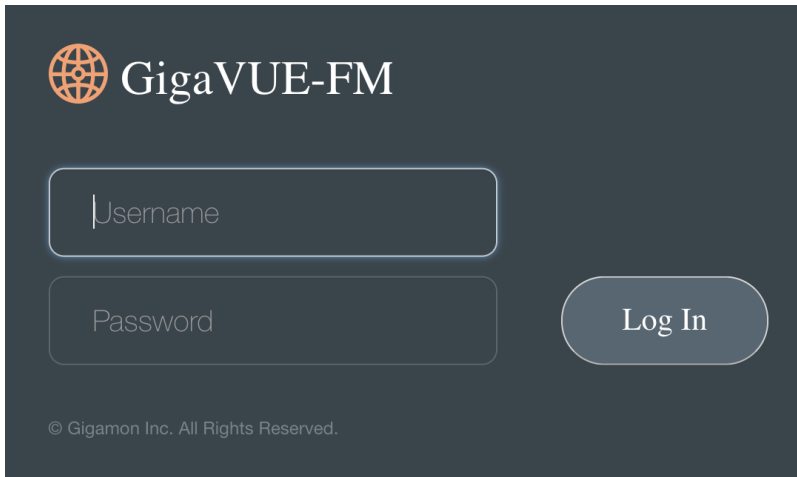 GigaVUE-FM
Username
Password
Log In
© Gigamon Inc. All Rights Reserved.